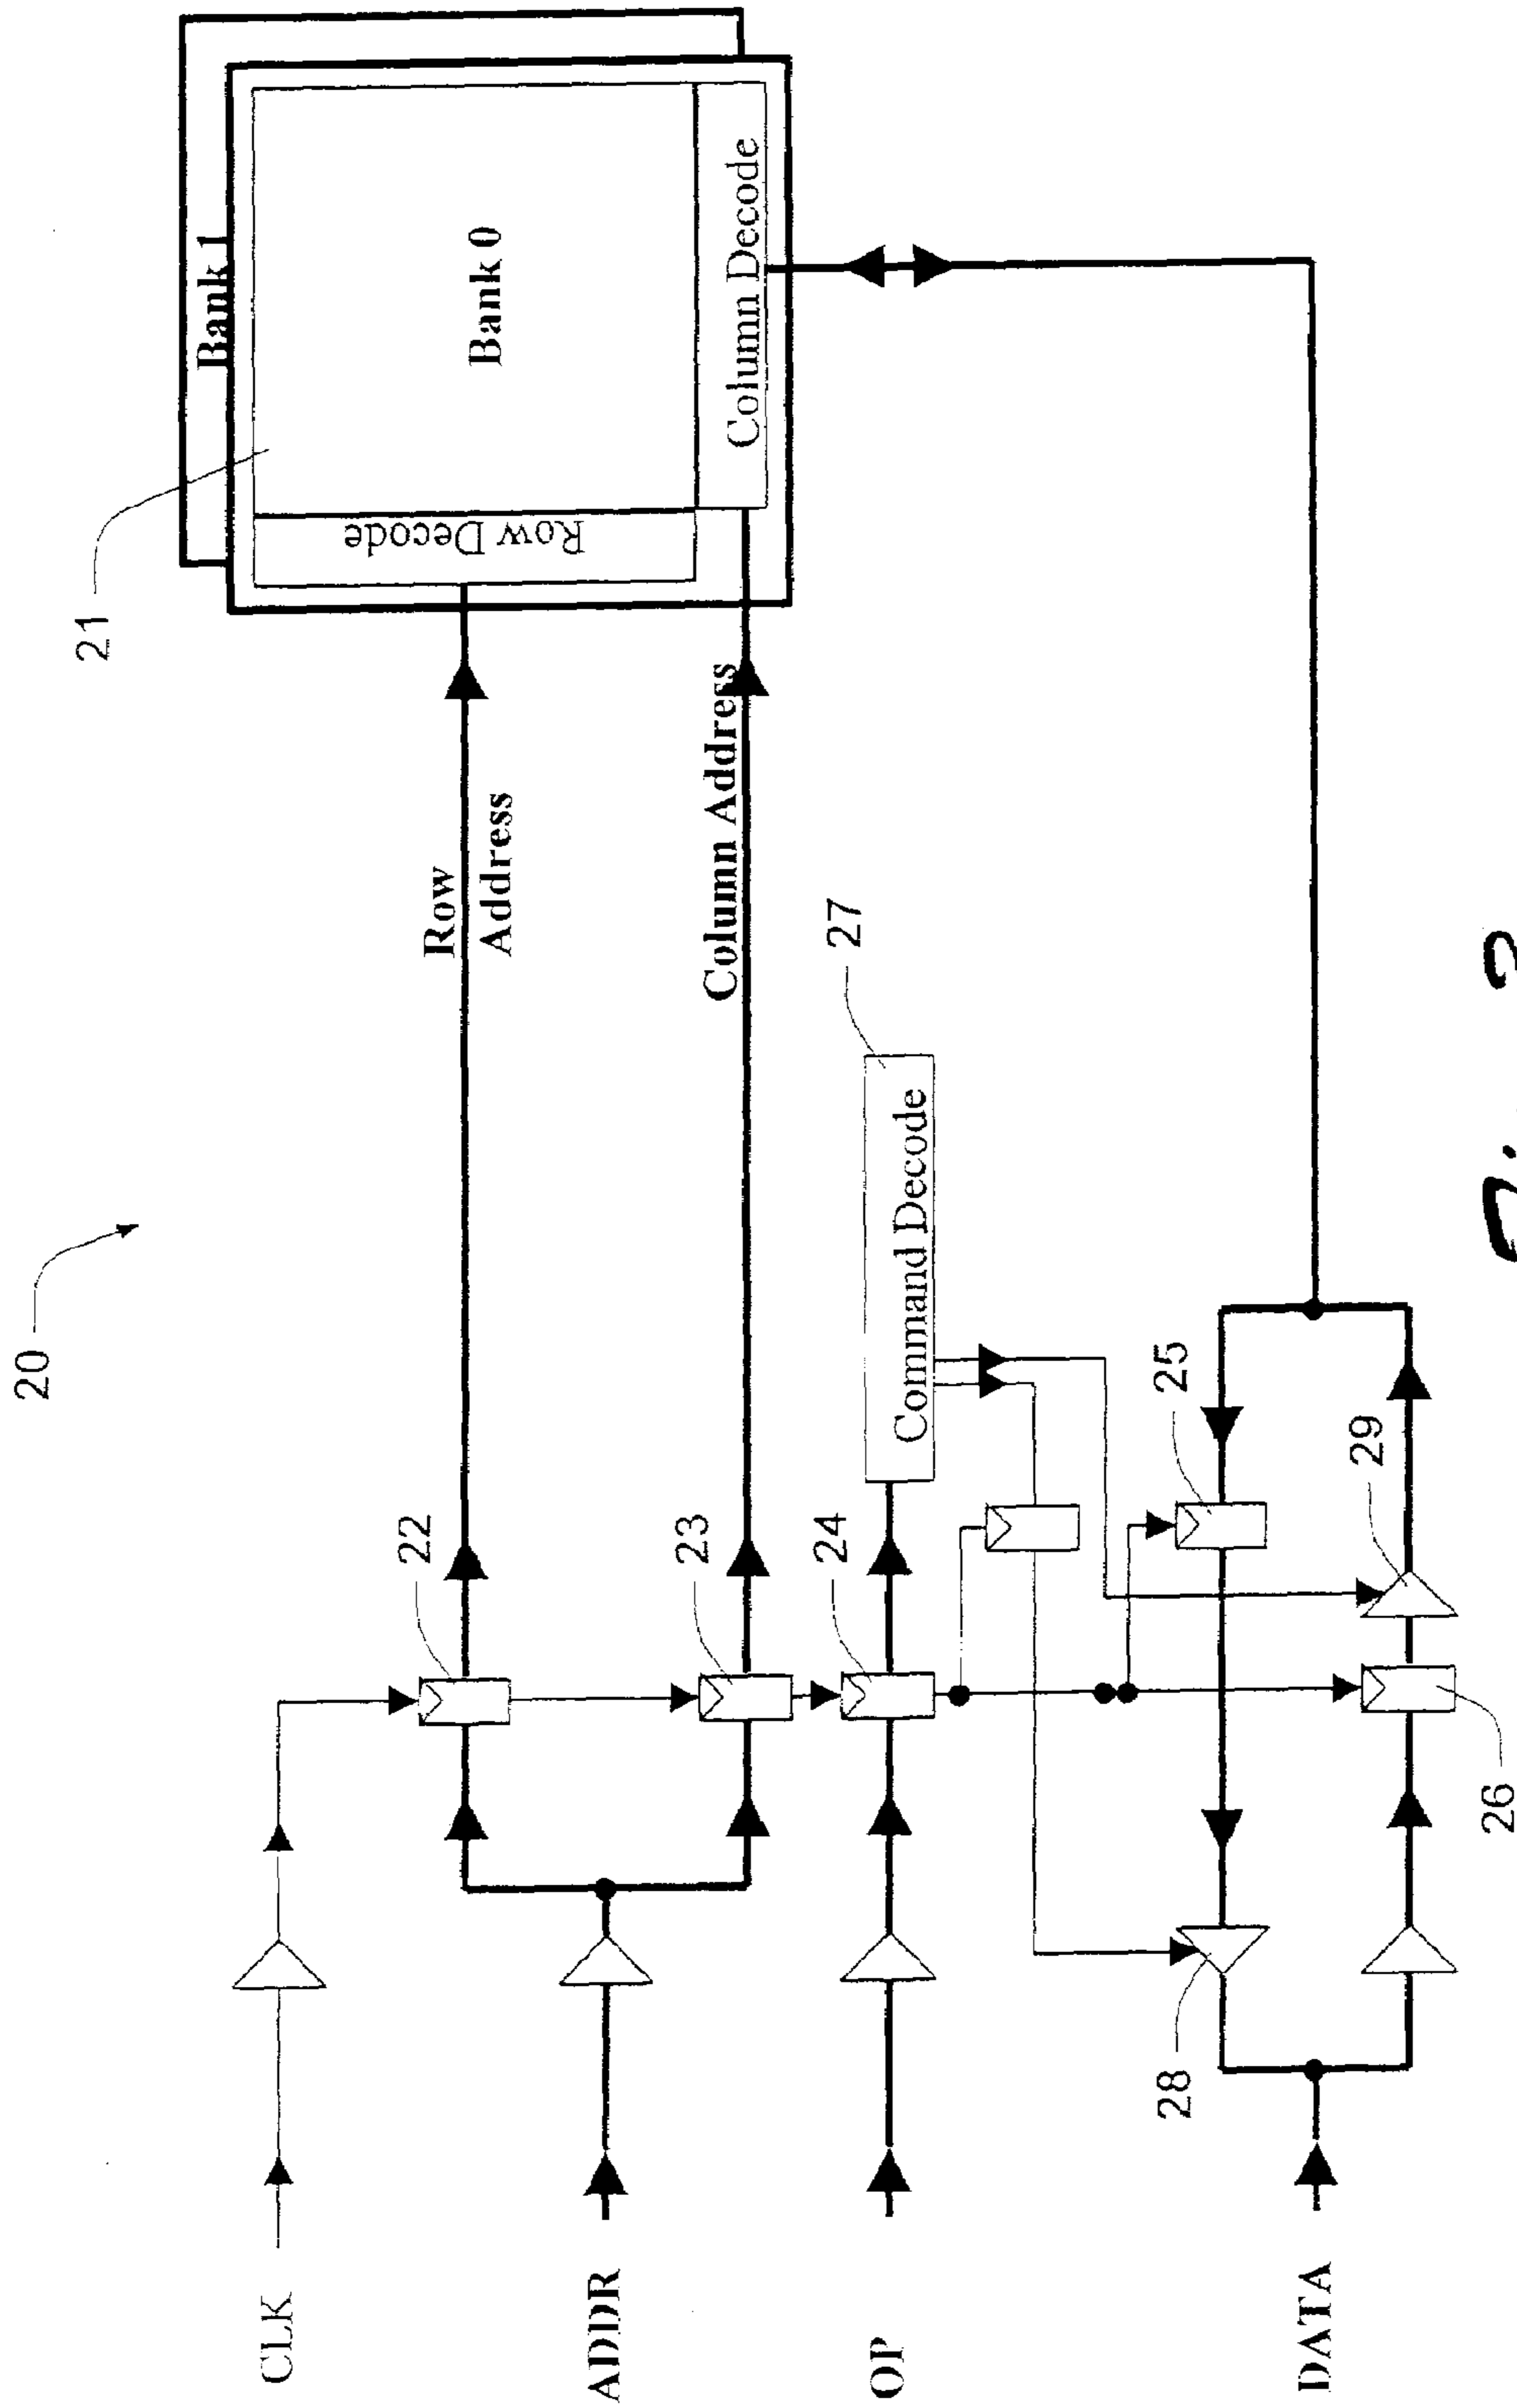 20
21
Bank 1
Bank 0
Row Decode
Column Decode
Row
Address
Column Address
22
23
24
27
Command Decode
25
29
28
26
CLK
ADDR
OP
DATA